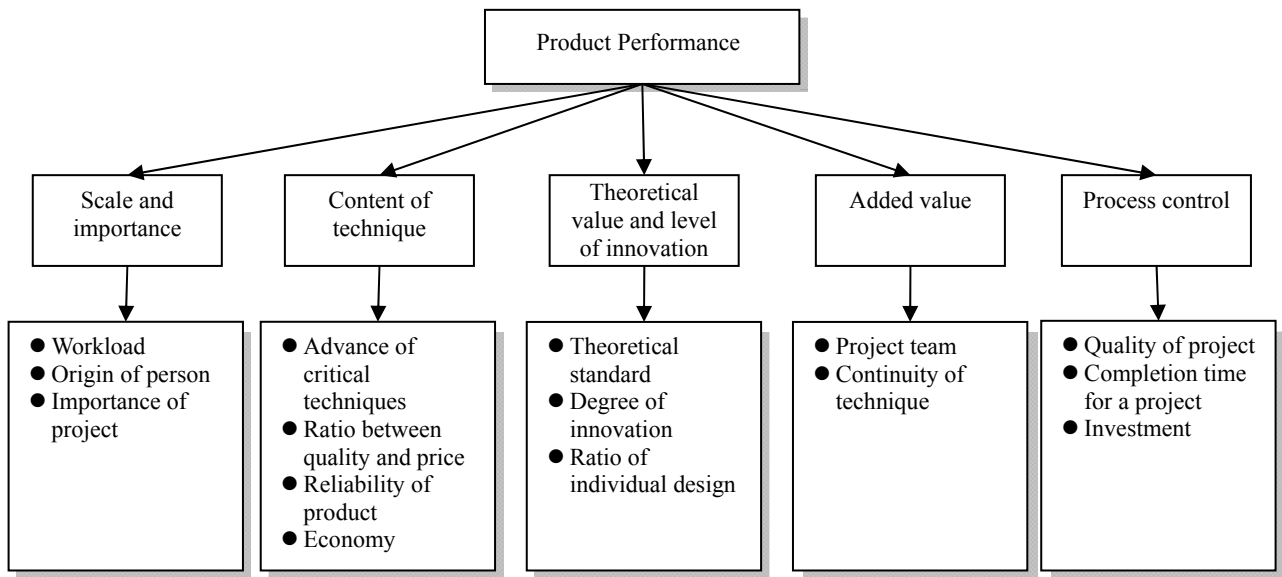 Product Performance
Scale and
importance
Content of
technique
Theoretical
value and level
of innovation
Added value
Process control
● Workload
● Origin of person
● Importance of
project
● Advance of
critical
techniques
● Ratio between
quality and price
● Reliability of
product
● Economy
● Theoretical
standard
● Degree of
innovation
● Ratio of
individual design
● Project team
● Continuity of
technique
● Quality of project
● Completion time
for a project
● Investment